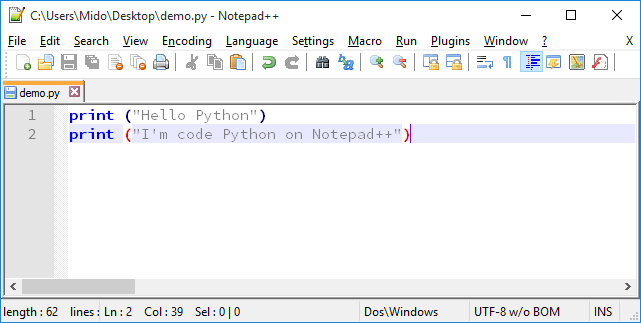 C:\Users\Mido\Desktop\demo.py - Notepad++
File Edit Search View Encoding Language Settings Macro Run Plugins Window ? X
demo.py
1 print ("Hello Python")
2 print ("I'm code Python on Notepad++")
length : 62 lines : Ln : 2 Col : 39 Sel : 0 | 0 Dos\Windows UTF-8 w/o BOM INS